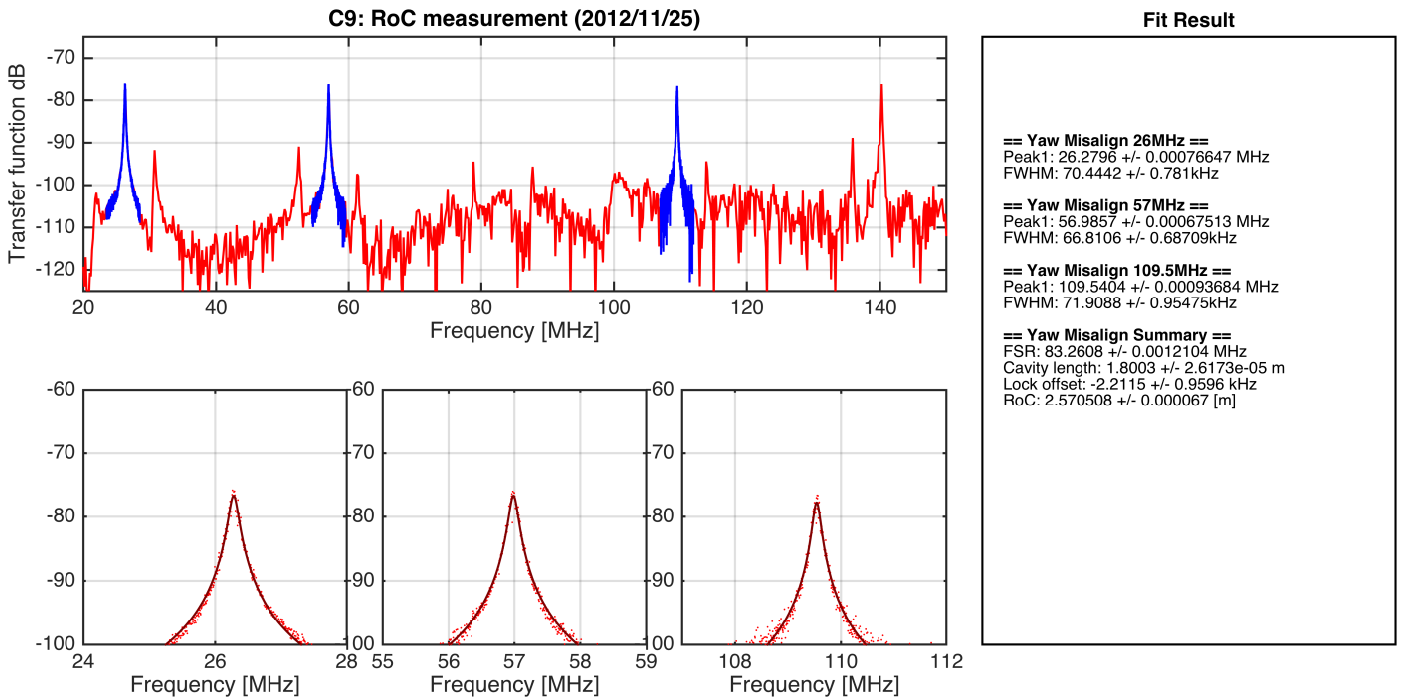 C9: RoC measurement (2012/11/25)
Transfer function dB
-70
-80
-90
-100
-110
-120
20
40
60
80
100
120
140
Frequency [MHz]
-60
-70
-80
-90
-100
24
26
28
Frequency [MHz]
-60
-70
-80
-90
-100
55
56
57
58
59
Frequency [MHz]
-60
-70
-80
-90
-100
108
110
112
Frequency [MHz]
Fit Result
== Yaw Misalign 26MHz ==
Peak1: 26.2796 +/- 0.00076647 MHz
FWHM: 70.4442 +/- 0.781kHz
== Yaw Misalign 57MHz ==
Peak1: 56.9857 +/- 0.00067513 MHz
FWHM: 66.8106 +/- 0.68709kHz
== Yaw Misalign 109.5MHz ==
Peak1: 109.5404 +/- 0.00093684 MHz
FWHM: 71.9088 +/- 0.95475kHz
== Yaw Misalign Summary ==
FSR: 83.2608 +/- 0.0012104 MHz
Cavity length: 1.8003 +/- 2.6173e-05 m
Lock offset: -2.2115 +/- 0.9596 kHz
RoC: 2.570508 +/- 0.000067 [m]